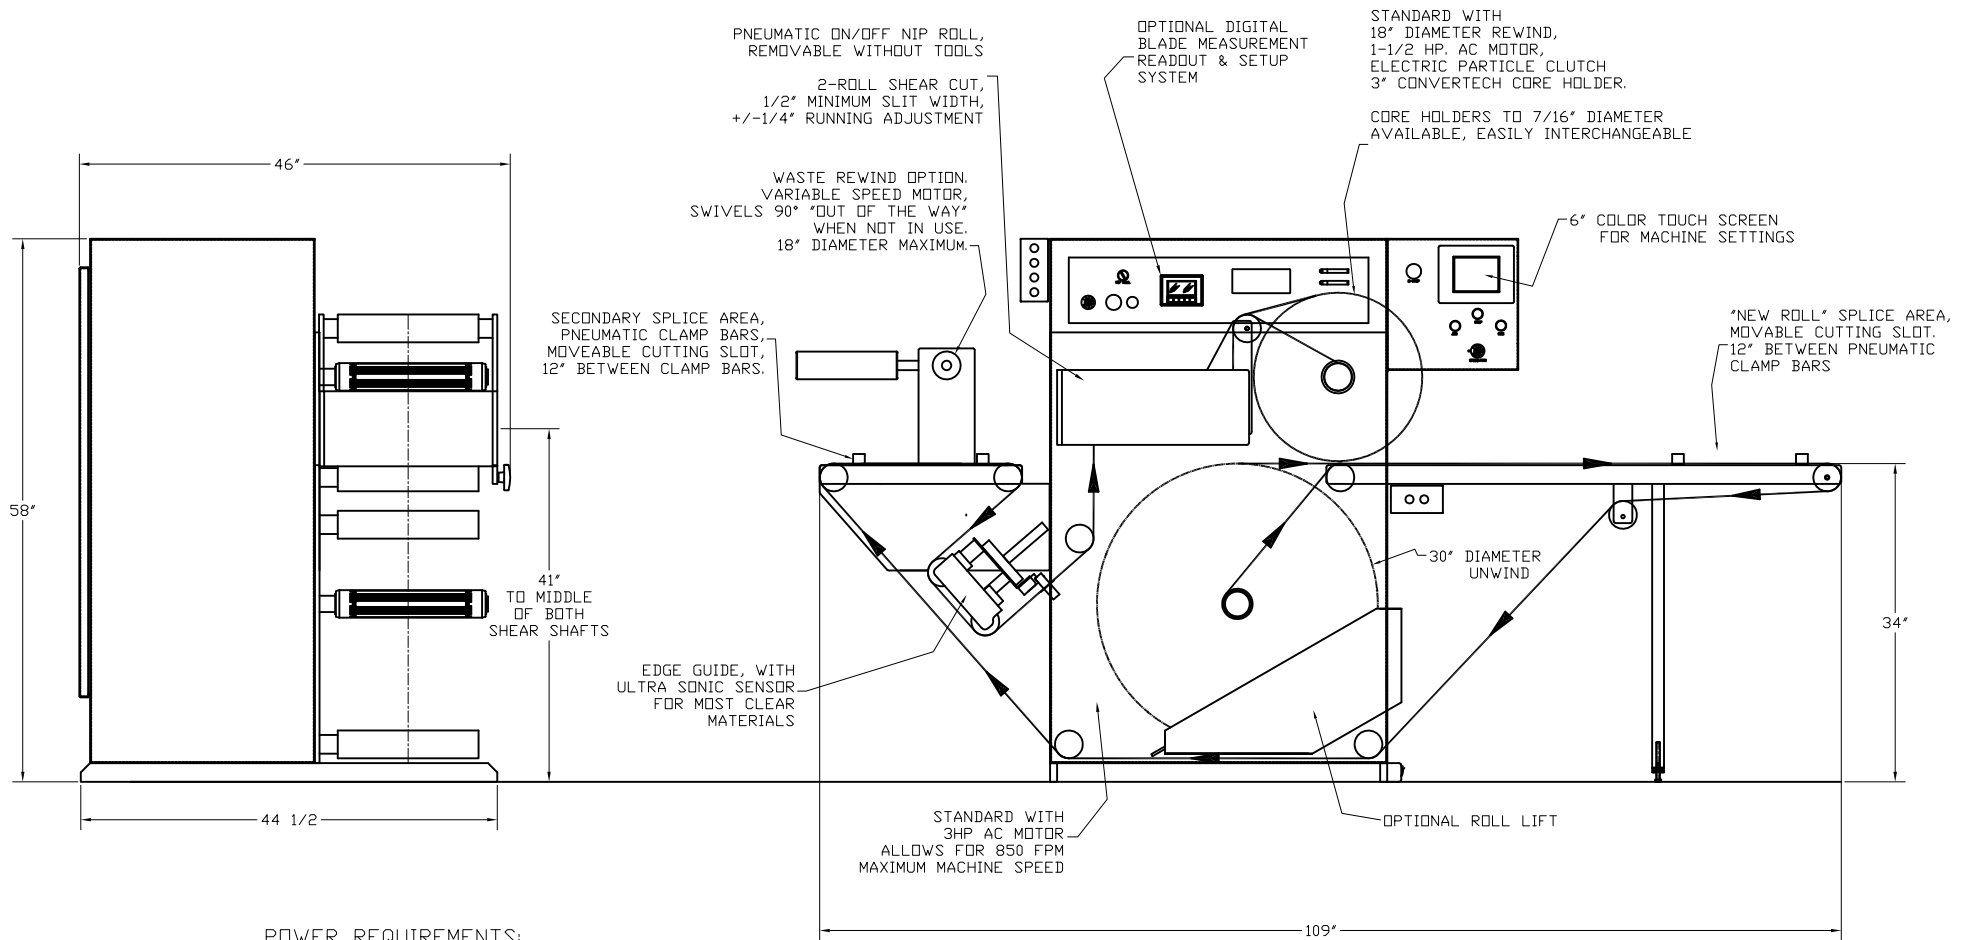 PNEUMATIC ON/OFF NIP ROLL,
REMOVABLE WITHOUT TOOLS
2-ROLL SHEAR CUT,
1/2" MINIMUM SLIT WIDTH,
+/-1/4" RUNNING ADJUSTMENT
OPTIONAL DIGITAL
BLADE MEASUREMENT
READOUT & SETUP
SYSTEM
STANDARD WITH
18" DIAMETER REWIND,
1-1/2 HP. AC MOTOR,
ELECTRIC PARTICLE CLUTCH
3" CONVERTECH CORE HOLDER.
CORE HOLDERS TO 7/16" DIAMETER
AVAILABLE, EASILY INTERCHANGEABLE
46"
WASTE REWIND OPTION.
VARIABLE SPEED MOTOR,
SWIVELS 90° "OUT OF THE WAY"
WHEN NOT IN USE.
18" DIAMETER MAXIMUM.
6" COLOR TOUCH SCREEN
FOR MACHINE SETTINGS
SECONDARY SPLICE AREA,
PNEUMATIC CLAMP BARS,
MOVEABLE CUTTING SLOT,
12" BETWEEN CLAMP BARS.
"NEW ROLL" SPLICE AREA,
MOVABLE CUTTING SLOT.
12" BETWEEN PNEUMATIC
CLAMP BARS
58"
41"
TO MIDDLE
OF BOTH
SHEAR SHAFTS
30" DIAMETER
UNWIND
34"
EDGE GUIDE, WITH
ULTRA SONIC SENSOR
FOR MOST CLEAR
MATERIALS
44 1/2
STANDARD WITH
3HP AC MOTOR
ALLOWS FOR 850 FPM
MAXIMUM MACHINE SPEED
OPTIONAL ROLL LIFT
POWER REQUIREMENTS:
109"